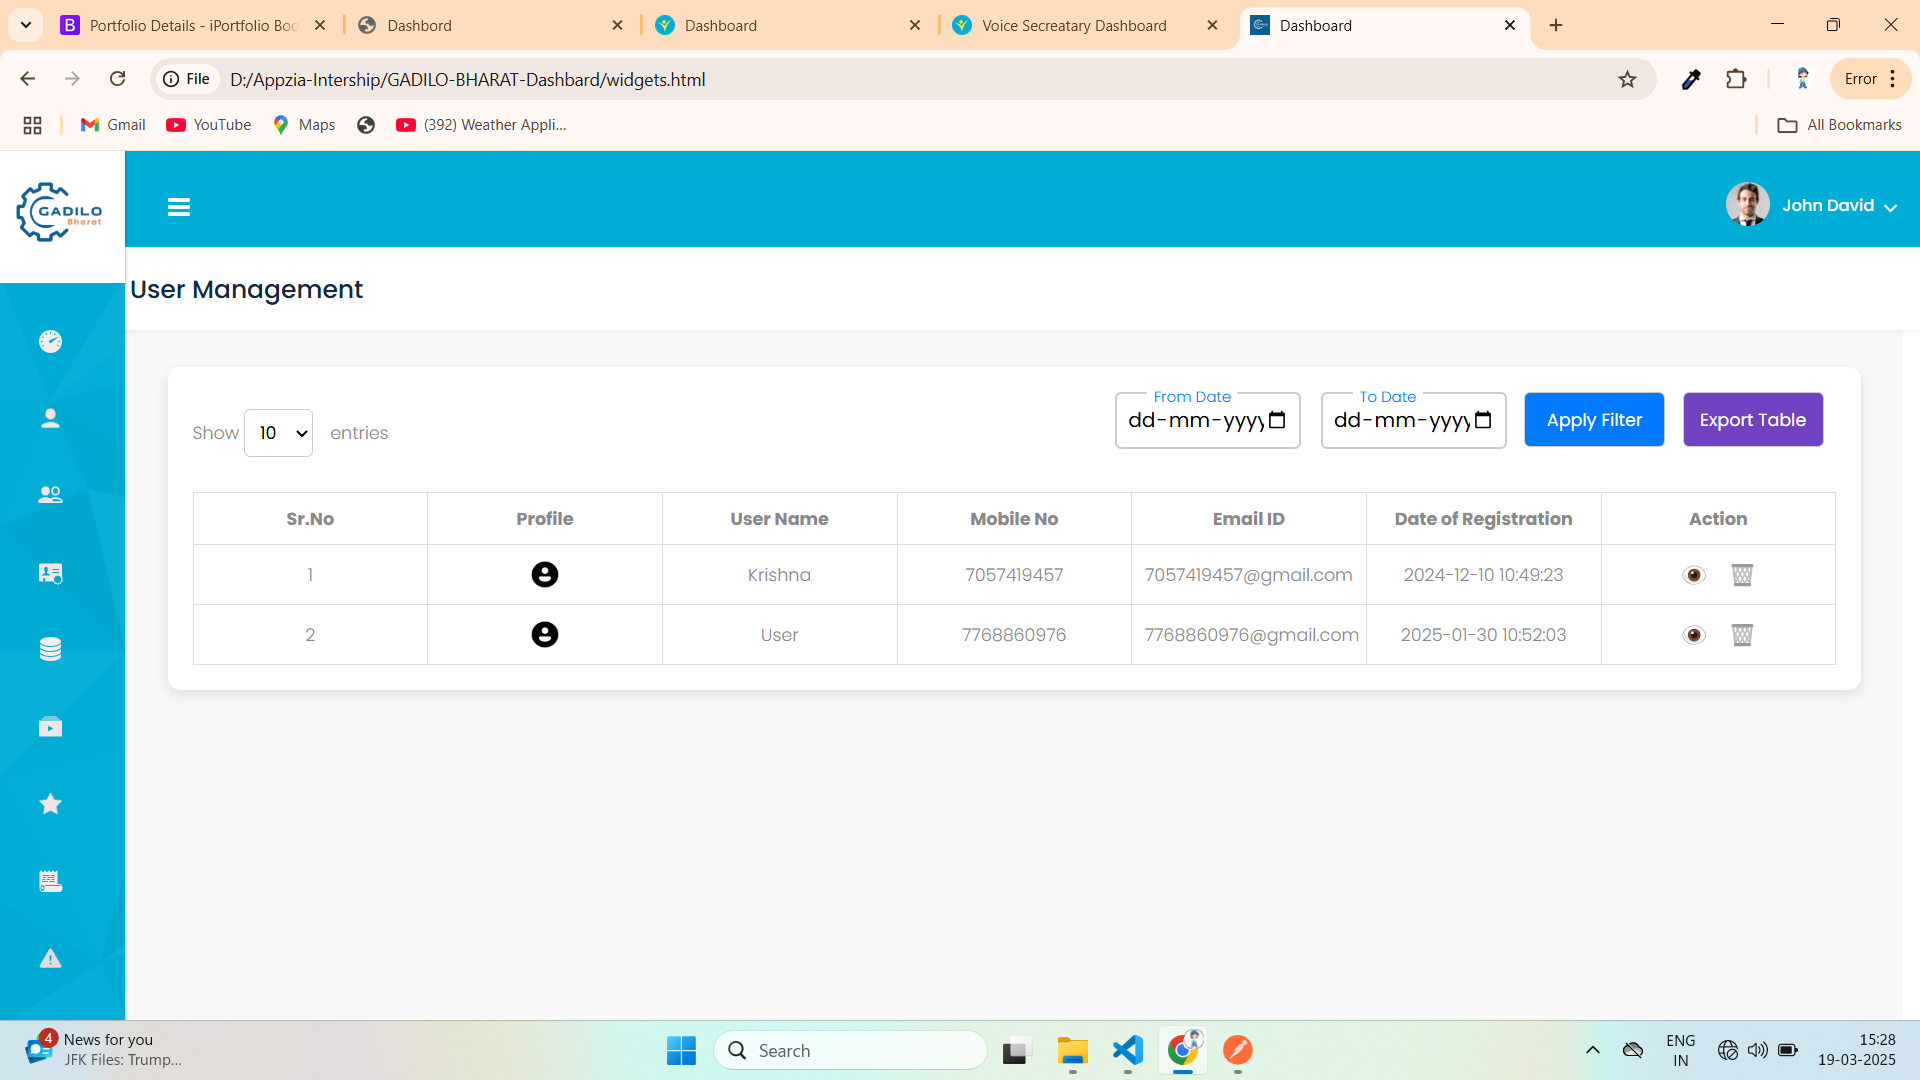 Portfolio Details - iPortfolio Boo
Dashbord
Dashboard
Voice Screatary Dashboard
Dashboard
File
D:/Appzia-Intership/GADILO-BHARAT-Dashbard/widgets.html
Error
Gmail
YouTube
Maps
(392) Weather Appli...
All Bookmarks
GADILO
Bharat
John David
User Management
Show 10 entries
From Date
dd-mm-yyyy
To Date
dd-mm-yyyy
Apply Filter
Export Table
Sr.No Profile User Name Mobile No Email ID Date of Registration Action
1 Krishna 7057419457 7057419457@gmail.com 2024-12-10 10:49:23
2 User 7768860976 7768860976@gmail.com 2025-01-30 10:52:03
4
News for you
JFK Files: Trump...
Search
ENG
IN
15:28
19-03-2025